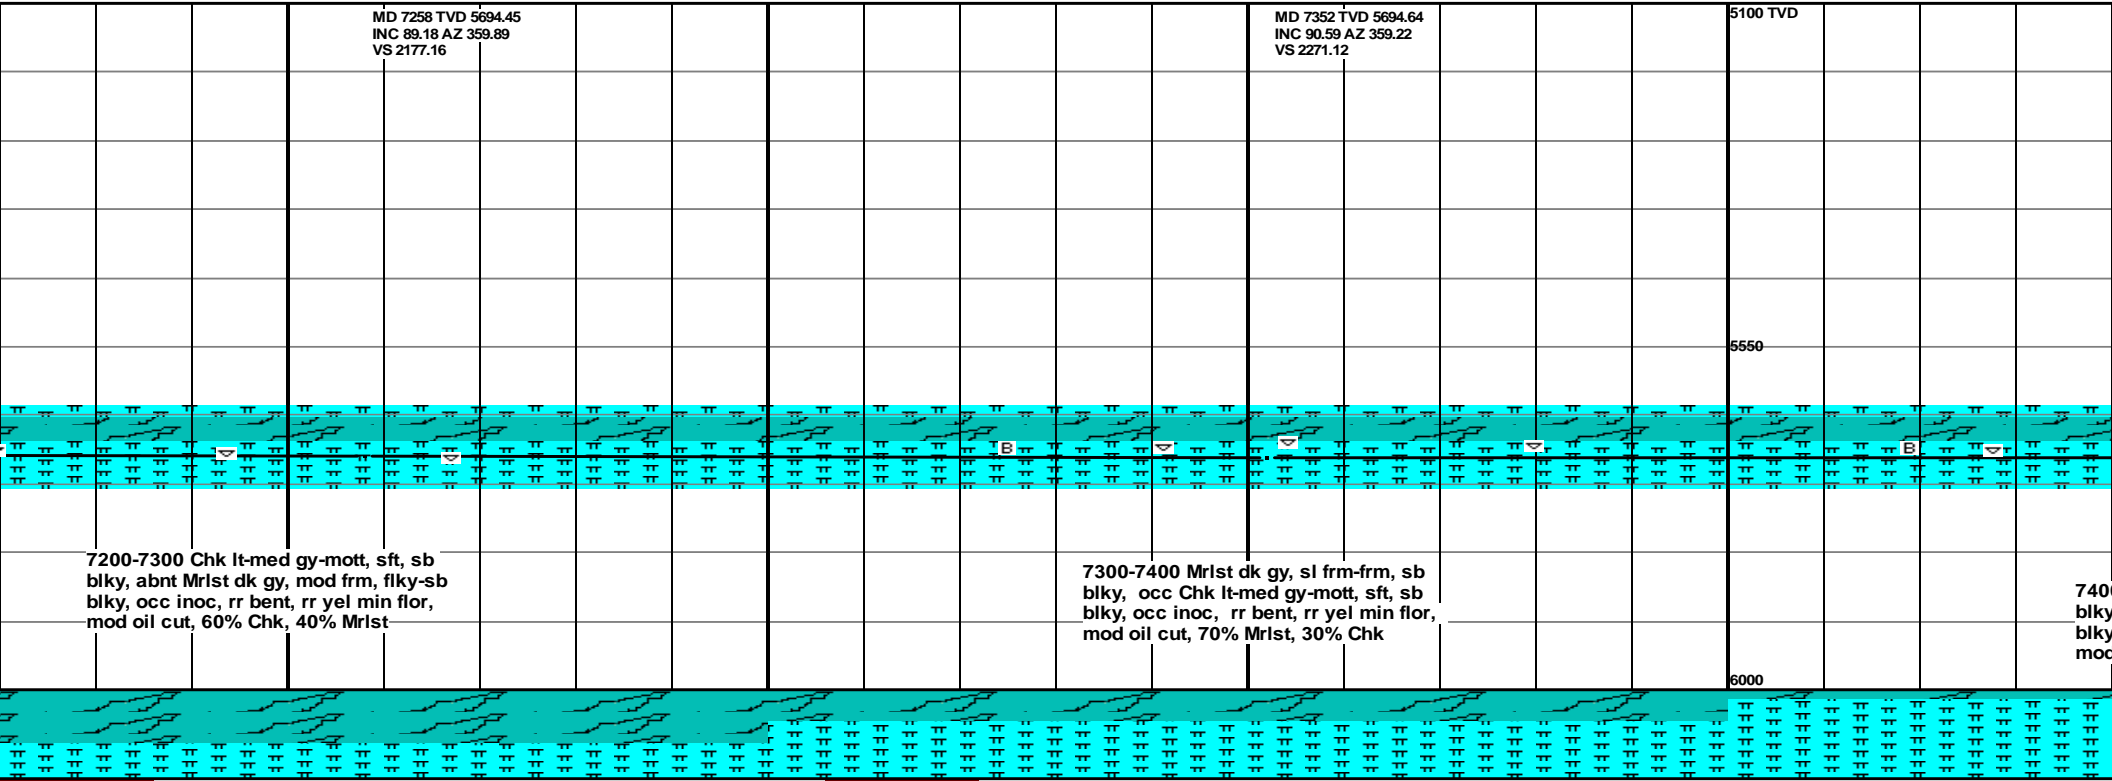 MD 7258 TVD 5694.45
INC 89.18 AZ 359.89
VS 2177.16
MD 7352 TVD 5694.64
INC 90.59 AZ 359.22
VS 2271.12
5100 TVD
5550
B
B
7200-7300 Chk lt-med gy-mott, sft, sb
blky, abnt Mrlst dk gy, mod frm, flky-sb
blky, occ inoc, rr bent, rr yel min flor,
mod oil cut, 60% Chk, 40% Mrlst
7300-7400 Mrlst dk gy, sl frm-frm, sb
blky, occ Chk lt-med gy-mott, sft, sb
blky, occ inoc, rr bent, rr yel min flor,
mod oil cut, 70% Mrlst, 30% Chk
blky
blky
6000